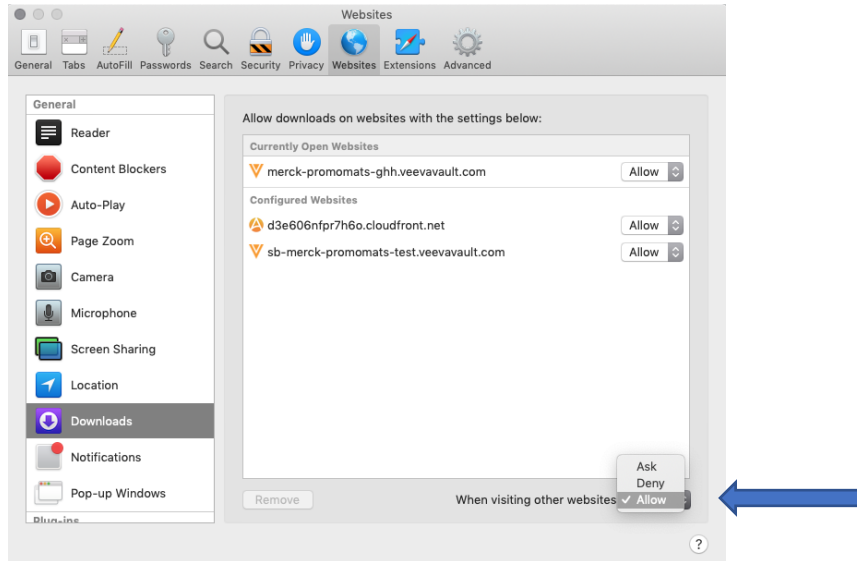 Websites
General Tabs AutoFill Passwords Search Security Privacy Websites Extensions Advanced
General
Reader
Content Blockers
Auto-Play
Page Zoom
Camera
Microphone
Screen Sharing
Location
Downloads
Notifications
Pop-up Windows
Plug-ins
Allow downloads on websites with the settings below:
Currently Open Websites
merck-promomats-ghh.veevavault.com Allow
Configured Websites
d3e606nfpr7h6o.cloudfront.net Allow
sb-merck-promomats-test.veevavault.com Allow
Ask
Deny
Remove When visiting other websites ✓ Allow
?